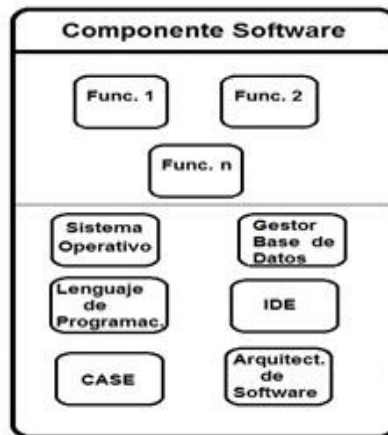 Componente Software
Func. 1
Func. 2
Func. n
Sistema
Operativo
Gestor
Base de
Datos
Lenguaje
de
Programac.
IDE
CASE
Arquitect.
de
Software